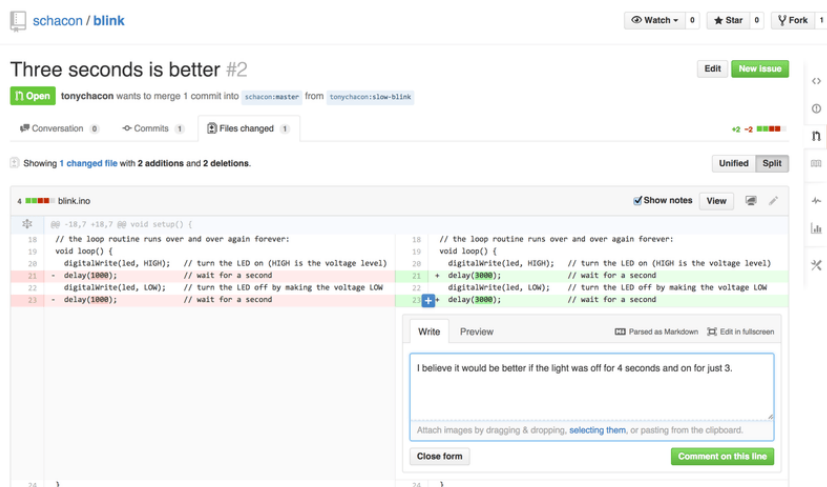 schacon / blink
Watch 0 Star 0 Fork 1
Three seconds is better #2
Edit New issue
Open tonychacon wants to merge 1 commit into schacon:master from tonychacon:slow-blink
Conversation 0 Commits 1 Files changed 1 +2 −2
Showing 1 changed file with 2 additions and 2 deletions.
Unified Split
4 blink.ino Show notes View
@@ -18,7 +18,7 @@ void setup() {
18 // the loop routine runs over and over again forever: 18 // the loop routine runs over and over again forever:
19 void loop() { 19 void loop() {
20 digitalWrite(led, HIGH); // turn the LED on (HIGH is the voltage level) 20 digitalWrite(led, HIGH); // turn the LED on (HIGH is the voltage level)
21 - delay(1000); // wait for a second 21 + delay(3000); // wait for a second
22 digitalWrite(led, LOW); // turn the LED off by making the voltage LOW 22 digitalWrite(led, LOW); // turn the LED off by making the voltage LOW
23 - delay(1000); // wait for a second 23 + delay(3000); // wait for a second
Write Preview Parsed as Markdown Edit in fullscreen
I believe it would be better if the light was off for 4 seconds and on for just 3.
Attach images by dragging & dropping, selecting them, or pasting from the clipboard.
Close form Comment on this line
24 } 24 }